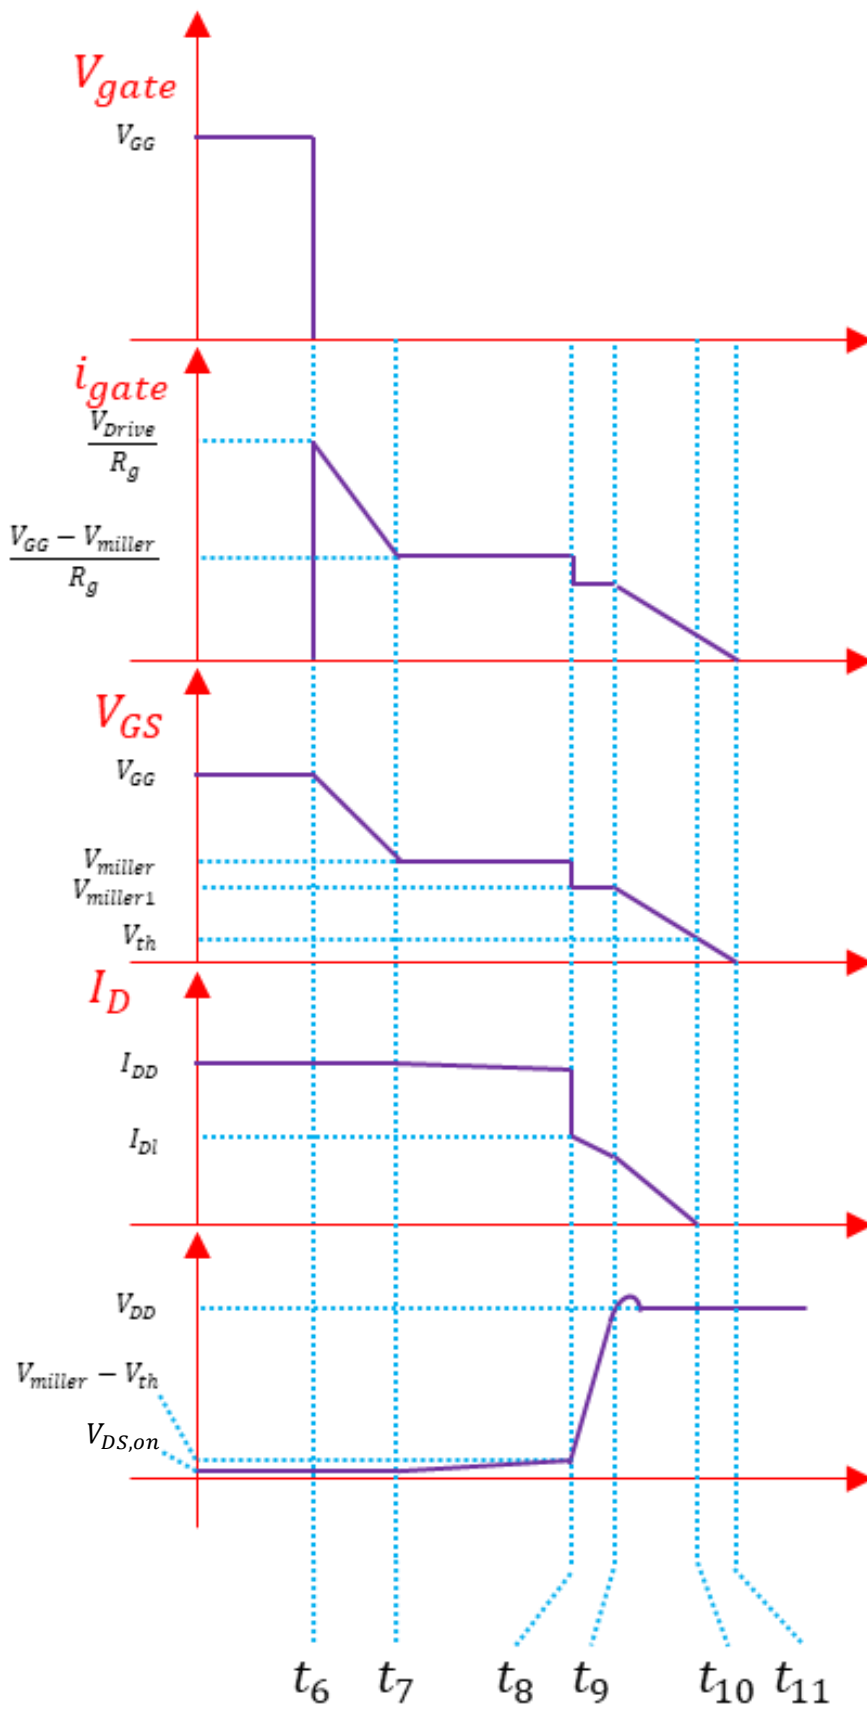 V_gate
V_GG
i_gate
V_Drive
R_g
V_GG − V_miller
R_g
V_GS
V_GG
V_miller
V_miller1
V_th
I_D
I_DD
I_Dl
V_DD
V_miller − V_th
V_DS,on
t_6 t_7 t_8 t_9 t_10 t_11